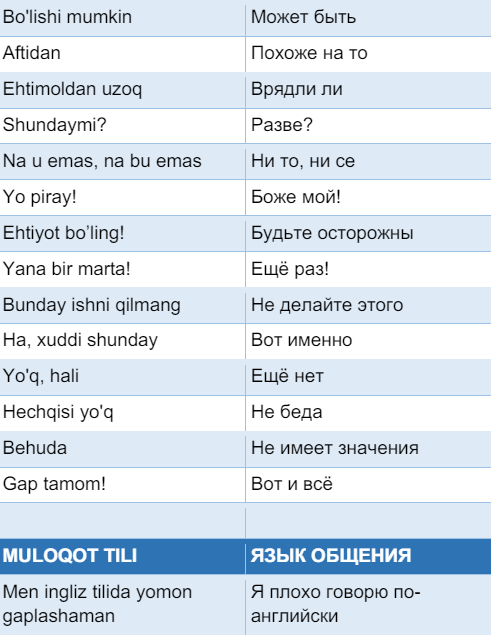 Bo'lishi mumkin Может быть
Aftidan Похоже на то
Ehtimoldan uzoq Врядли ли
Shundaymi? Разве?
Na u emas, na bu emas Ни то, ни се
Yo piray! Боже мой!
Ehtiyot bo’ling! Будьте осторожны
Yana bir marta! Ещё раз!
Bunday ishni qilmang Не делайте этого
Ha, xuddi shunday Вот именно
Yo'q, hali Ещё нет
Hechqisi yo'q Не беда
Behuda Не имеет значения
Gap tamom! Вот и всё
MULOQOT TILI ЯЗЫК ОБЩЕНИЯ
Men ingliz tilida yomon Я плохо говорю по-
gaplashaman английски